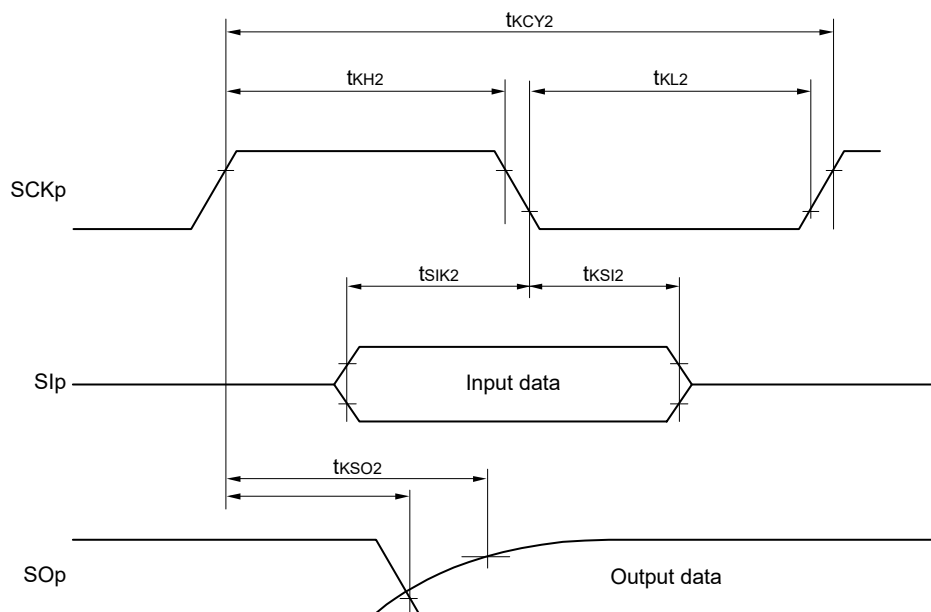 tKCY2
tKH2
tKL2
SCKp
tSIK2
tKSI2
SIp
Input data
tKSO2
SOp
Output data